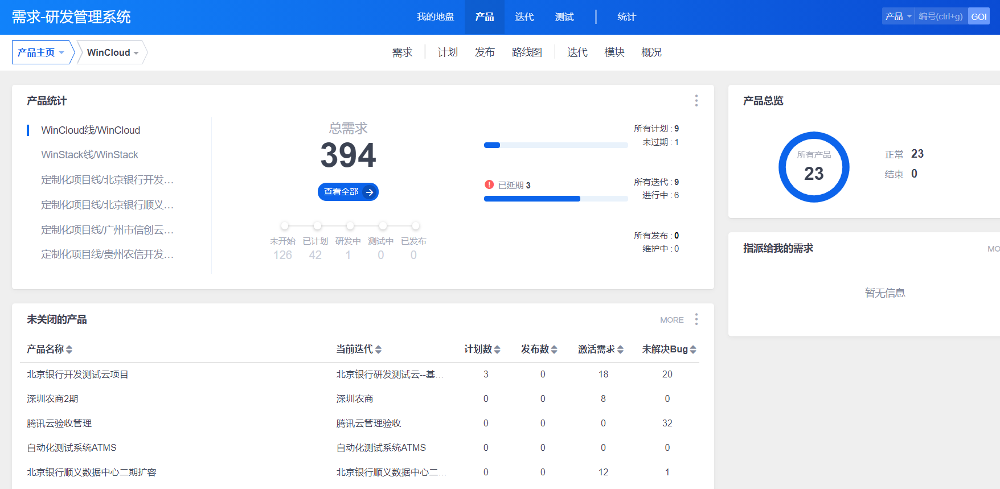 需求-研发管理系统
我的地盘 产品 迭代 测试 统计
产品 编号(ctrl+g) GO!
产品主页 WinCloud
需求 计划 发布 路线图 迭代 模块 概况
产品统计
WinCloud线/WinCloud
WinStack线/WinStack
定制化项目线/北京银行开发…
定制化项目线/北京银行顺义…
定制化项目线/广州市信创云…
定制化项目线/贵州农信开发…
总需求
394
查看全部
未开始 已计划 研发中 测试中 已发布
126 42 1 0 0
所有计划 : 9
未过期 : 1
已延期 3
所有迭代 : 9
进行中 : 6
所有发布 : 0
维护中 : 0
产品总览
所有产品
23
正常 23
结束 0
指派给我的需求 MO
暂无信息
未关闭的产品 MORE
产品名称 当前迭代 计划数 发布数 激活需求 未解决Bug
北京银行开发测试云项目 北京银行研发测试云--基… 3 0 18 20
深圳农商2期 深圳农商 0 0 8 0
腾讯云验收管理 腾讯云管理验收 0 0 0 32
自动化测试系统ATMS 自动化测试系统ATMS 0 0 0 0
北京银行顺义数据中心二期扩容 北京银行顺义数据中心二… 0 0 12 1